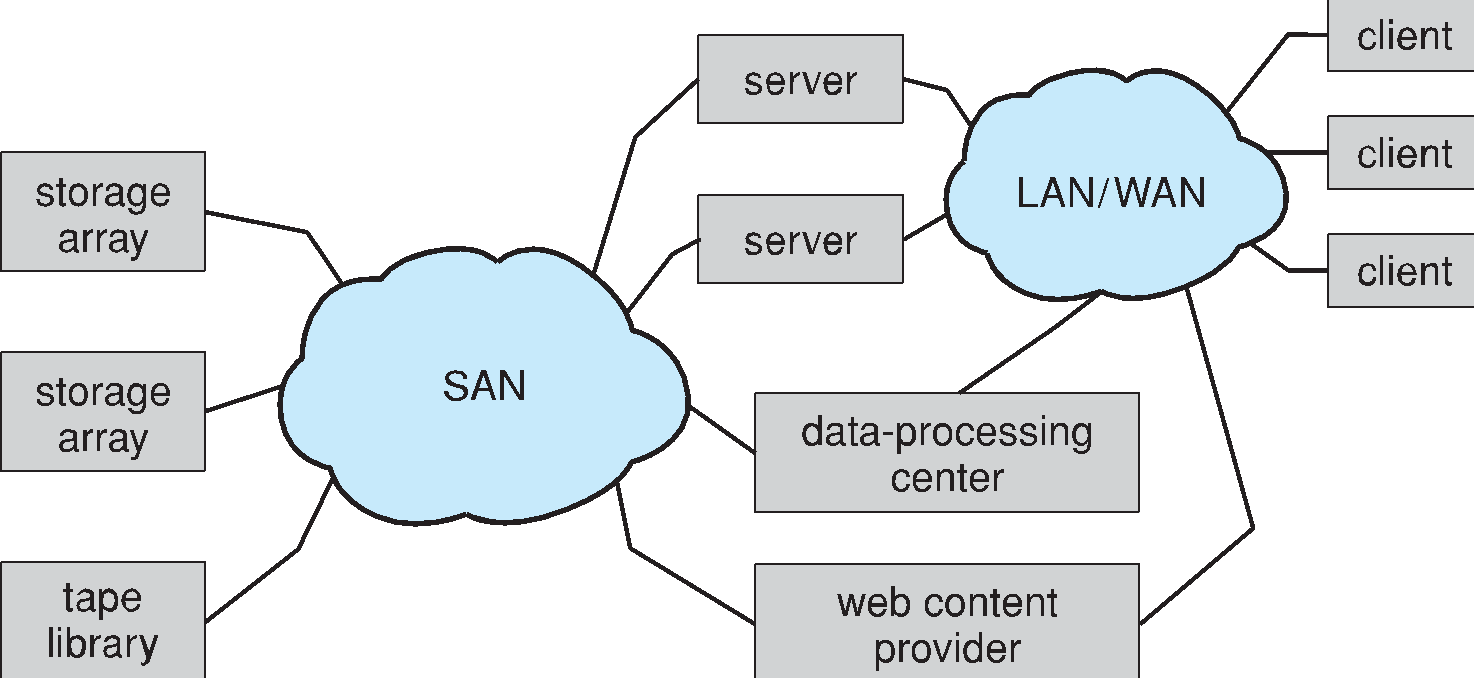 client
server
client
LAN/WAN
storage
array
server
client
SAN
storage
array
data-processing
center
tape
library
web content
provider